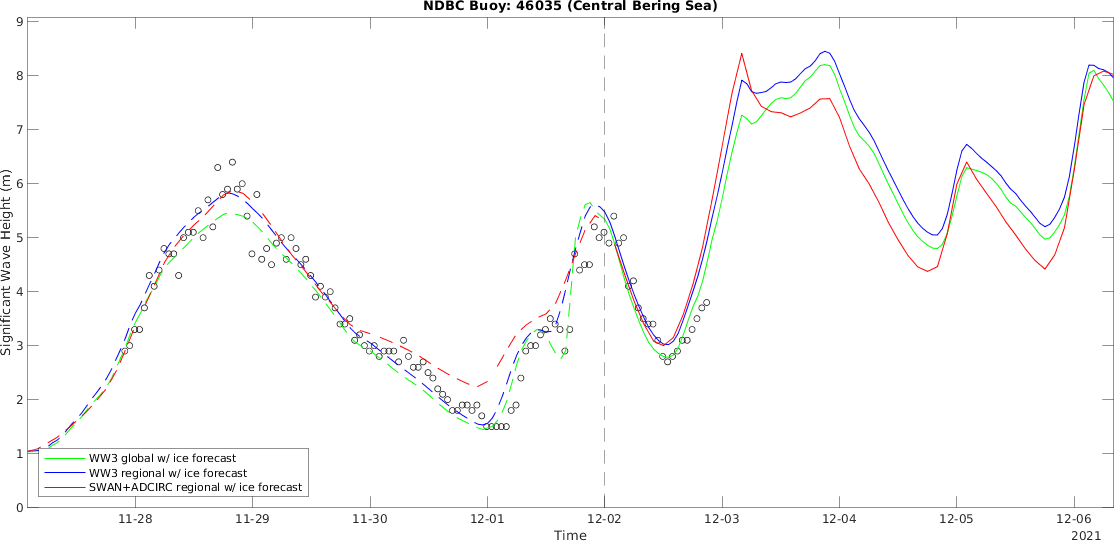 NDBC Buoy: 46035 (Central Bering Sea)
Significant Wave Height (m)
9
8
7
6
5
4
3
2
1
0
WW3 global w/ ice forecast
WW3 regional w/ ice forecast
SWAN+ADCIRC regional w/ ice forecast
11-28 11-29 11-30 12-01 12-02 12-03 12-04 12-05 12-06
Time
2021